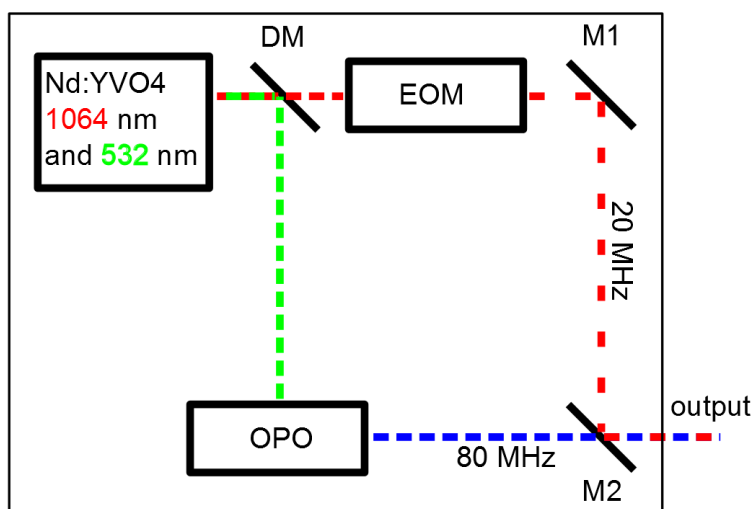 DM
M1
Nd:YVO4
1064 nm
and 532 nm
EOM
20 MHz
OPO
80 MHz
output
M2